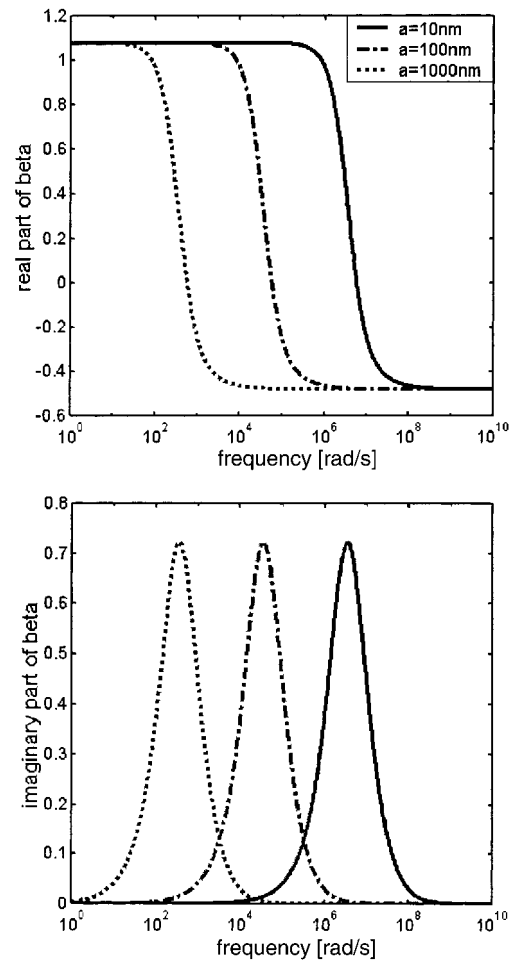 1.2
1
0.8
0.6
0.4
0.2
0
-0.2
-0.4
-0.6
real part of beta
a=10nm
a=100nm
a=1000nm
10^0 10^2 10^4 10^6 10^8 10^10
frequency [rad/s]
0.8
0.7
0.6
0.5
0.4
0.3
0.2
0.1
0
imaginary part of beta
10^0 10^2 10^4 10^6 10^8 10^10
frequency [rad/s]